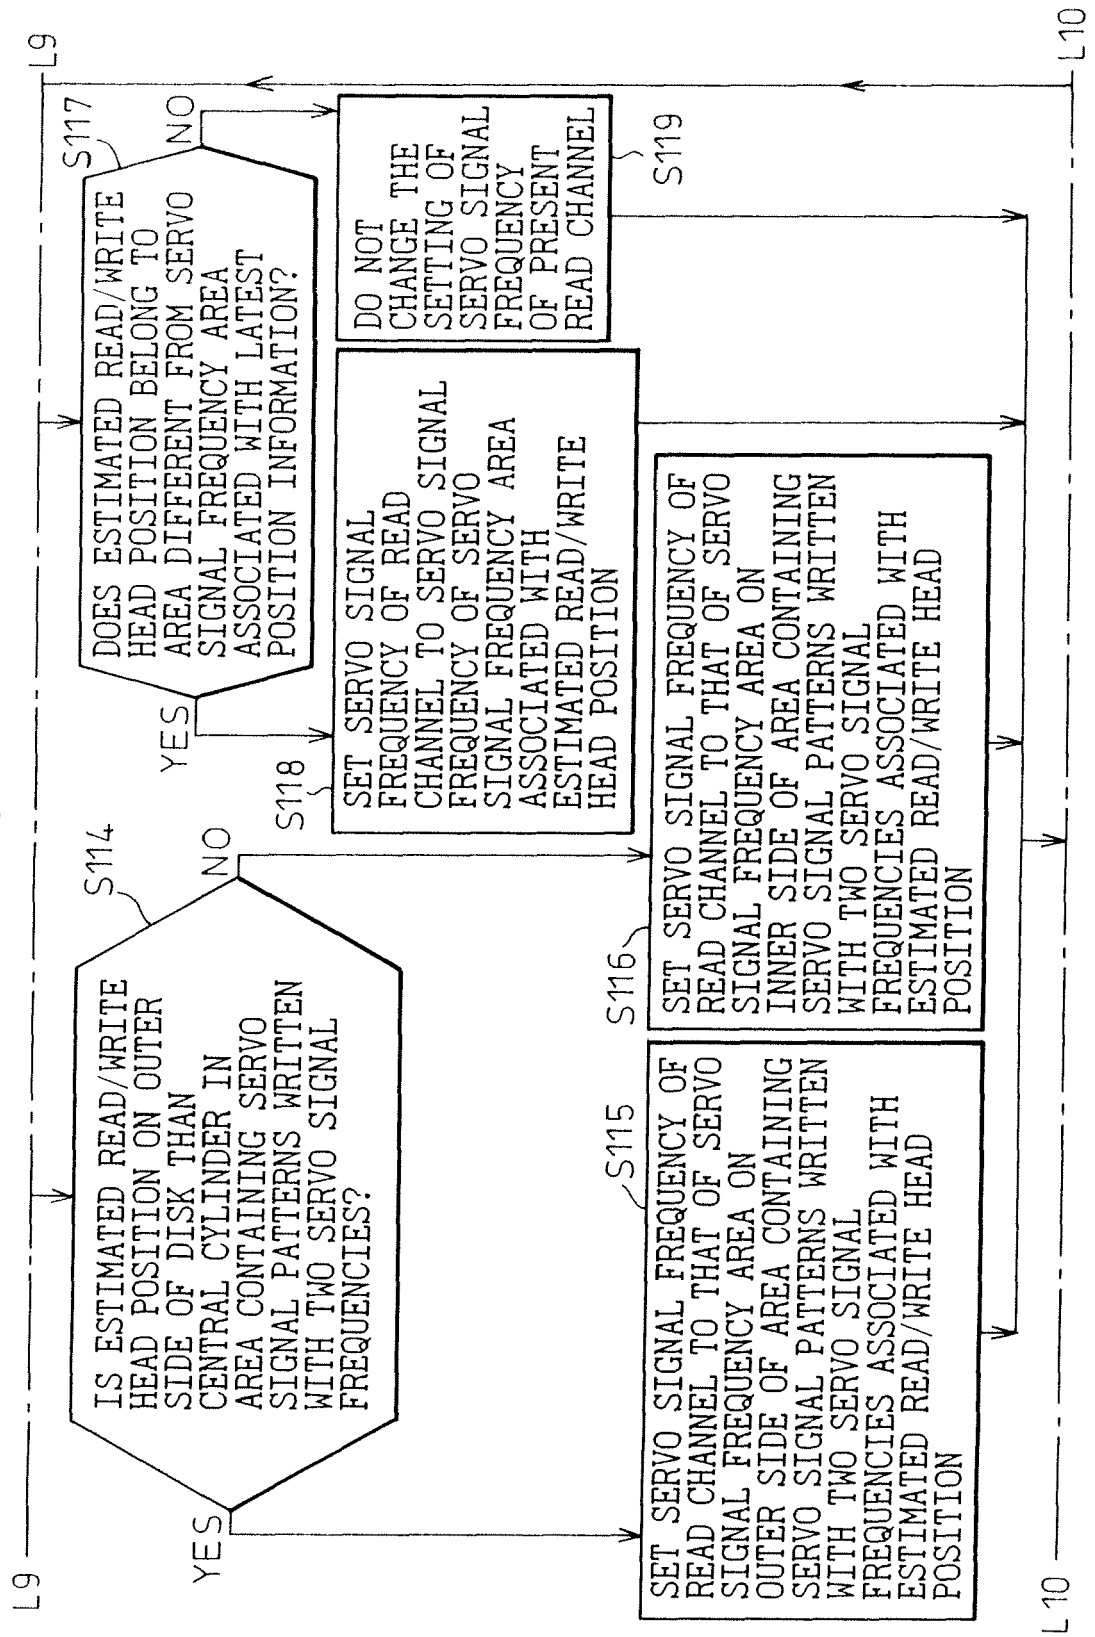 L9
L9
IS ESTIMATED READ/WRITE
HEAD POSITION ON OUTER
SIDE OF DISK THAN
CENTRAL CYLINDER IN
AREA CONTAINING SERVO
SIGNAL PATTERNS WRITTEN
WITH TWO SERVO SIGNAL
FREQUENCIES?
S114
YES
NO
DOES ESTIMATED READ/WRITE
HEAD POSITION BELONG TO
AREA DIFFERENT FROM SERVO
SIGNAL FREQUENCY AREA
ASSOCIATED WITH LATEST
POSITION INFORMATION?
S117
YES
NO
S118
SET SERVO SIGNAL
FREQUENCY OF READ
CHANNEL TO SERVO SIGNAL
FREQUENCY OF SERVO
SIGNAL FREQUENCY AREA
ASSOCIATED WITH
ESTIMATED READ/WRITE
HEAD POSITION
DO NOT
CHANGE THE
SETTING OF
SERVO SIGNAL
FREQUENCY
OF PRESENT
READ CHANNEL
S119
S115
SET SERVO SIGNAL FREQUENCY OF
READ CHANNEL TO THAT OF SERVO
SIGNAL FREQUENCY AREA ON
OUTER SIDE OF AREA CONTAINING
SERVO SIGNAL PATTERNS WRITTEN
WITH TWO SERVO SIGNAL
FREQUENCIES ASSOCIATED WITH
ESTIMATED READ/WRITE HEAD
POSITION
S116
SET SERVO SIGNAL FREQUENCY OF
READ CHANNEL TO THAT OF SERVO
SIGNAL FREQUENCY AREA ON
INNER SIDE OF AREA CONTAINING
SERVO SIGNAL PATTERNS WRITTEN
WITH TWO SERVO SIGNAL
FREQUENCIES ASSOCIATED WITH
ESTIMATED READ/WRITE HEAD
POSITION
L10
L10